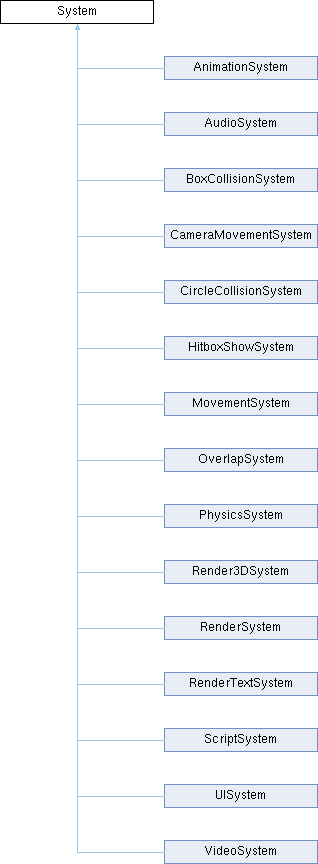 System
AnimationSystem
AudioSystem
BoxCollisionSystem
CameraMovementSystem
CircleCollisionSystem
HitboxShowSystem
MovementSystem
OverlapSystem
PhysicsSystem
Render3DSystem
RenderSystem
RenderTextSystem
ScriptSystem
UISystem
VideoSystem